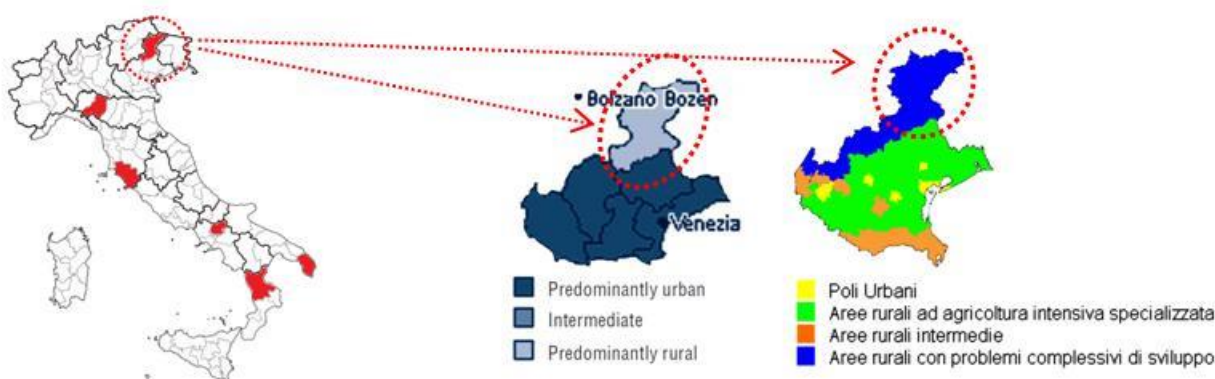 Bolzano Bozen
Venezia
Predominantly urban
Intermediate
Predominantly rural
Poli Urbani
Aree rurali ad agricoltura intensiva specializzata
Aree rurali intermedie
Aree rurali con problemi complessivi di sviluppo